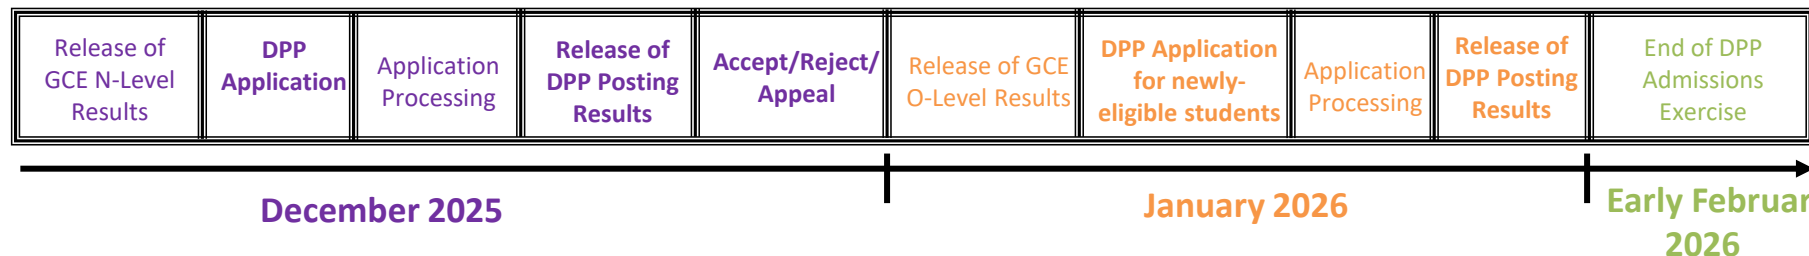 Release of
GCE N-Level
Results
DPP
Application
Application
Processing
Release of
DPP Posting
Results
Accept/Reject/
Appeal
Release of GCE
O-Level Results
DPP Application
for newly-
eligible students
Application
Processing
Release of
DPP Posting
Results
End of DPP
Admissions
Exercise
December 2025
January 2026
Early Februar
2026